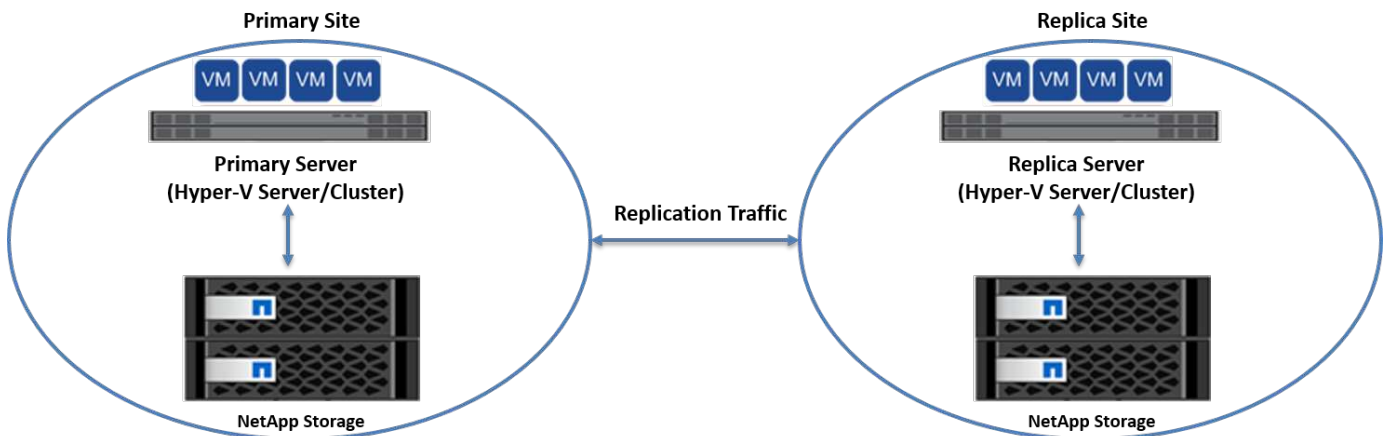 Primary Site
Replica Site
VM VM VM VM
VM VM VM VM
Primary Server
(Hyper-V Server/Cluster)
Replica Server
(Hyper-V Server/Cluster)
Replication Traffic
NetApp Storage
NetApp Storage